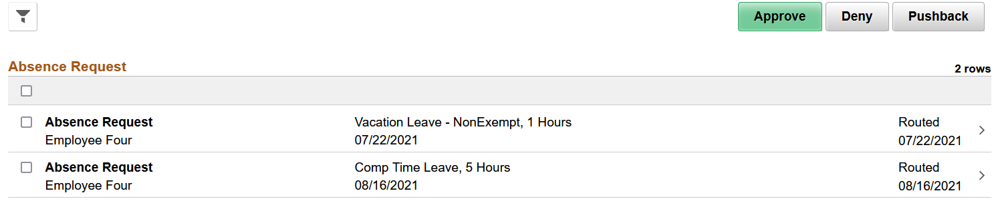 Approve Deny Pushback
Absence Request 2 rows
Absence Request Vacation Leave - NonExempt, 1 Hours Routed
Employee Four 07/22/2021 07/22/2021
Absence Request Comp Time Leave, 5 Hours Routed
Employee Four 08/16/2021 08/16/2021